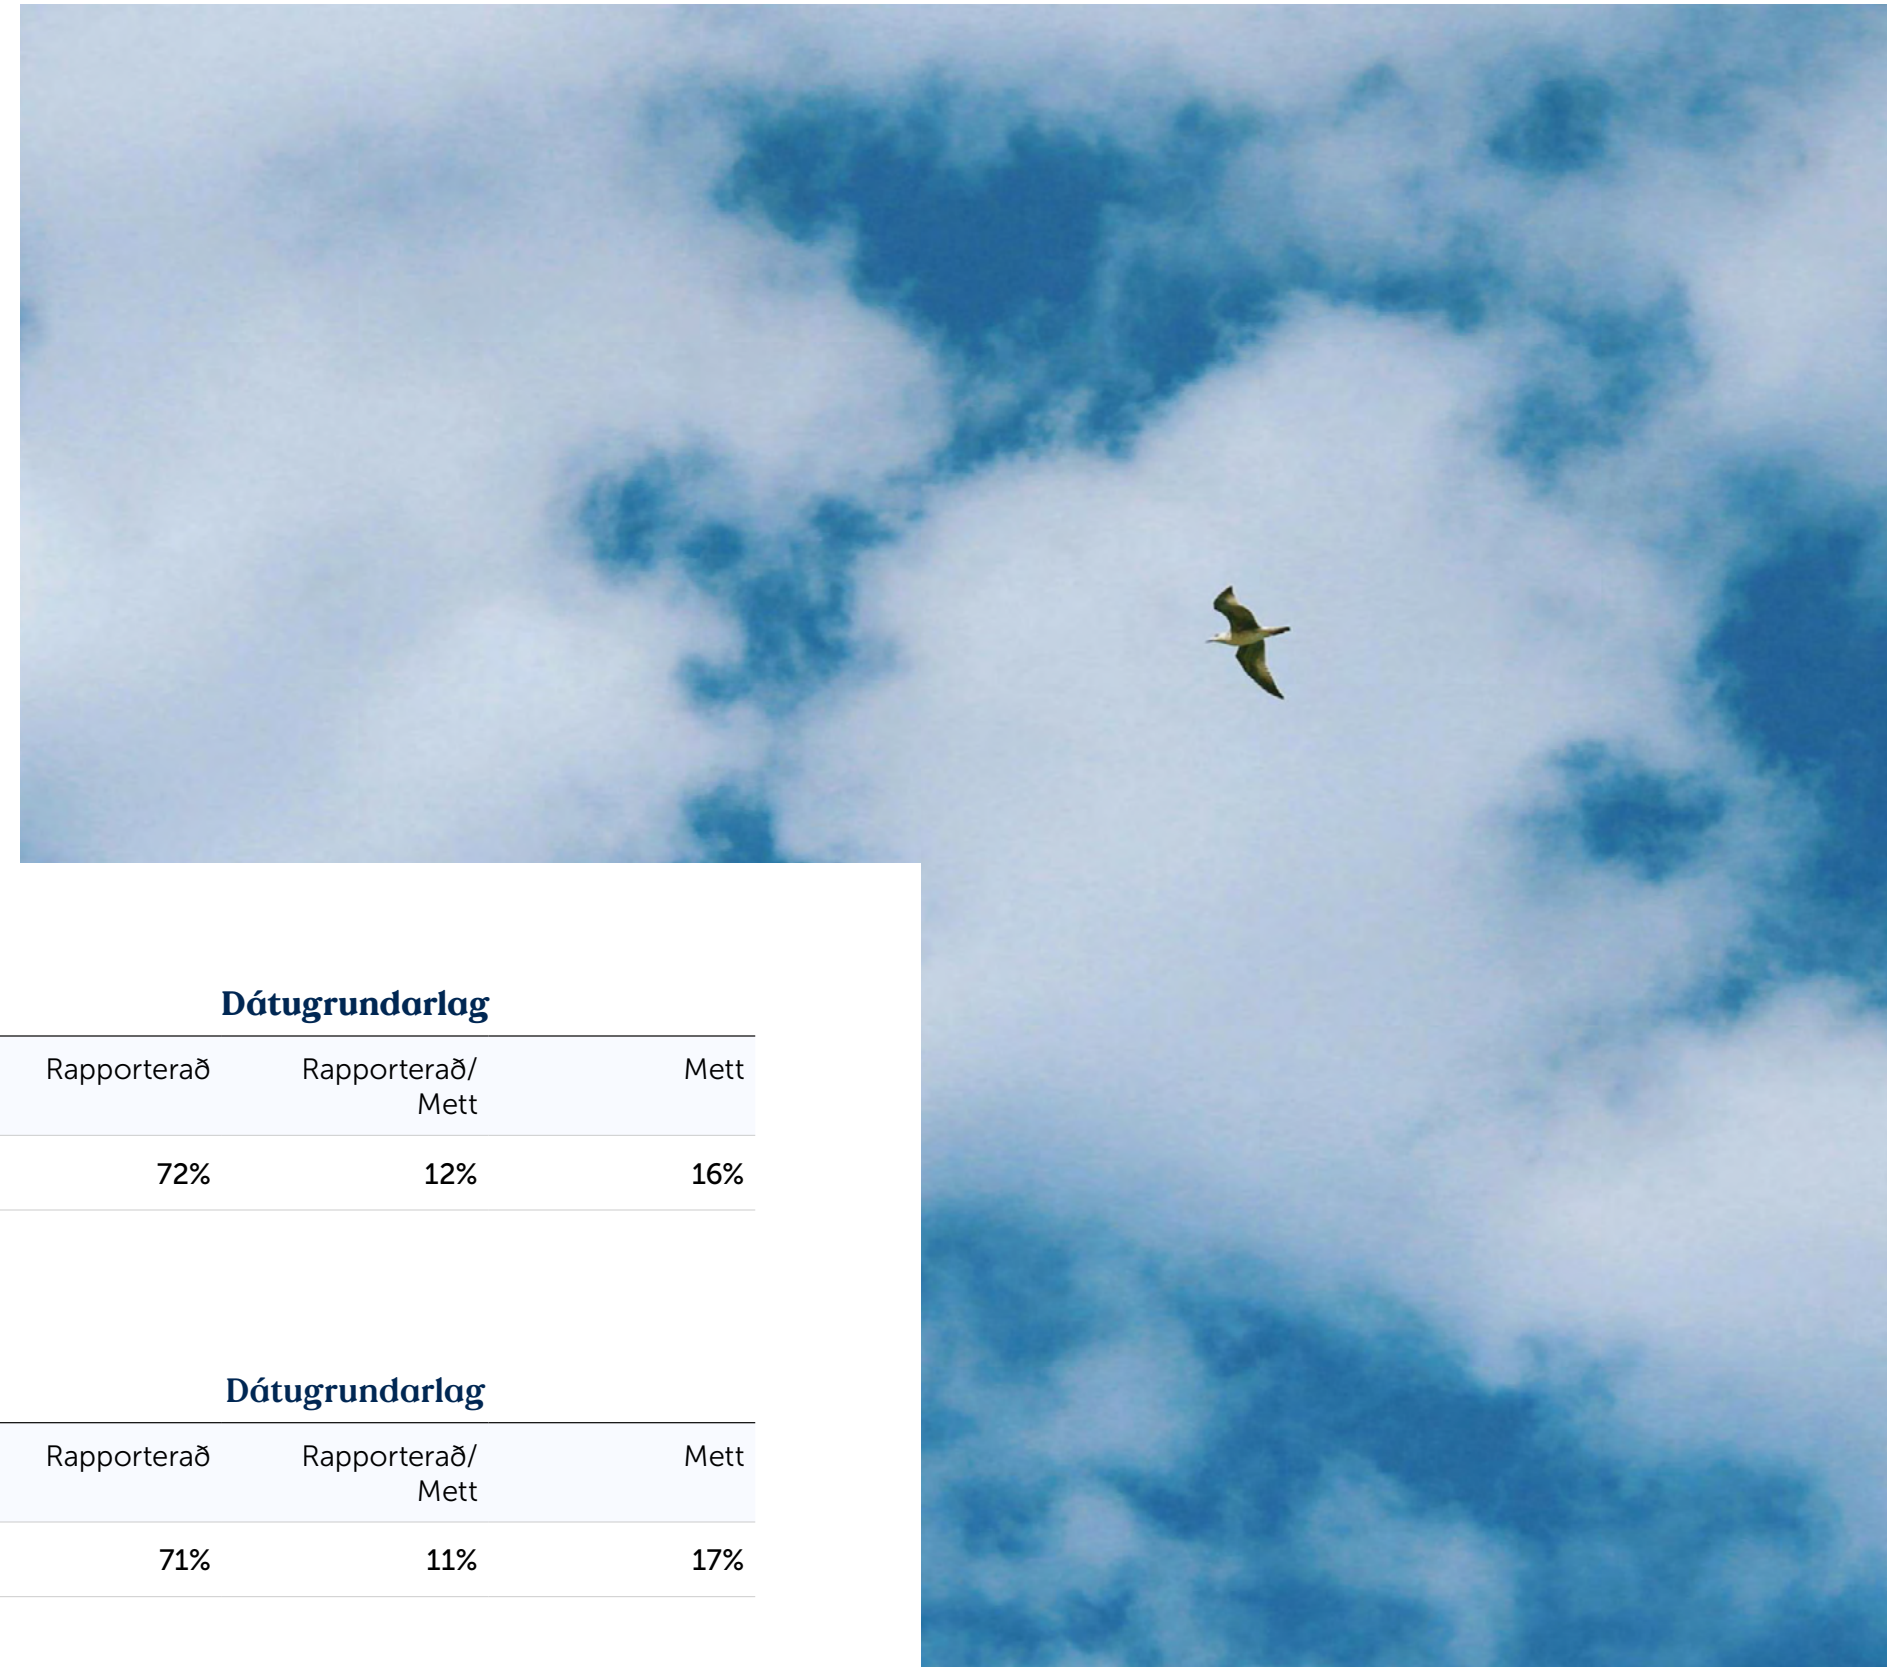 Dátugrundarlag
Rapporterað Rapporterað/ Mett
Mett
72% 12% 16%
Dátugrundarlag
Rapporterað Rapporterað/ Mett
Mett
71% 11% 17%